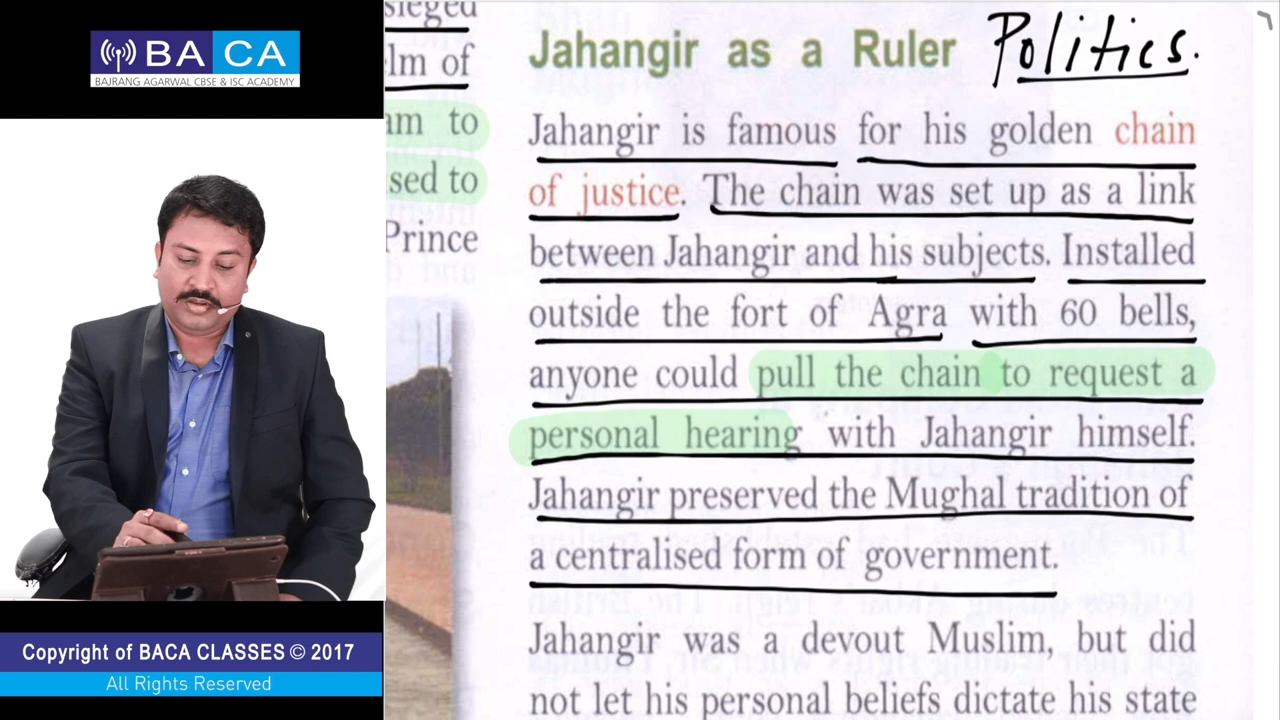 BACA
BAJRANG AGARWAL CBSE & ISC ACADEMY
Copyright of BACA CLASSES © 2017
All Rights Reserved
sieged
lm of
am to
sed to
Prince
Jahangir as a Ruler Politics.
Jahangir is famous for his golden chain
of justice. The chain was set up as a link
between Jahangir and his subjects. Installed
outside the fort of Agra with 60 bells,
anyone could pull the chain to request a
personal hearing with Jahangir himself.
Jahangir preserved the Mughal tradition of
a centralised form of government.
Jahangir was a devout Muslim, but did
not let his personal beliefs dictate his state